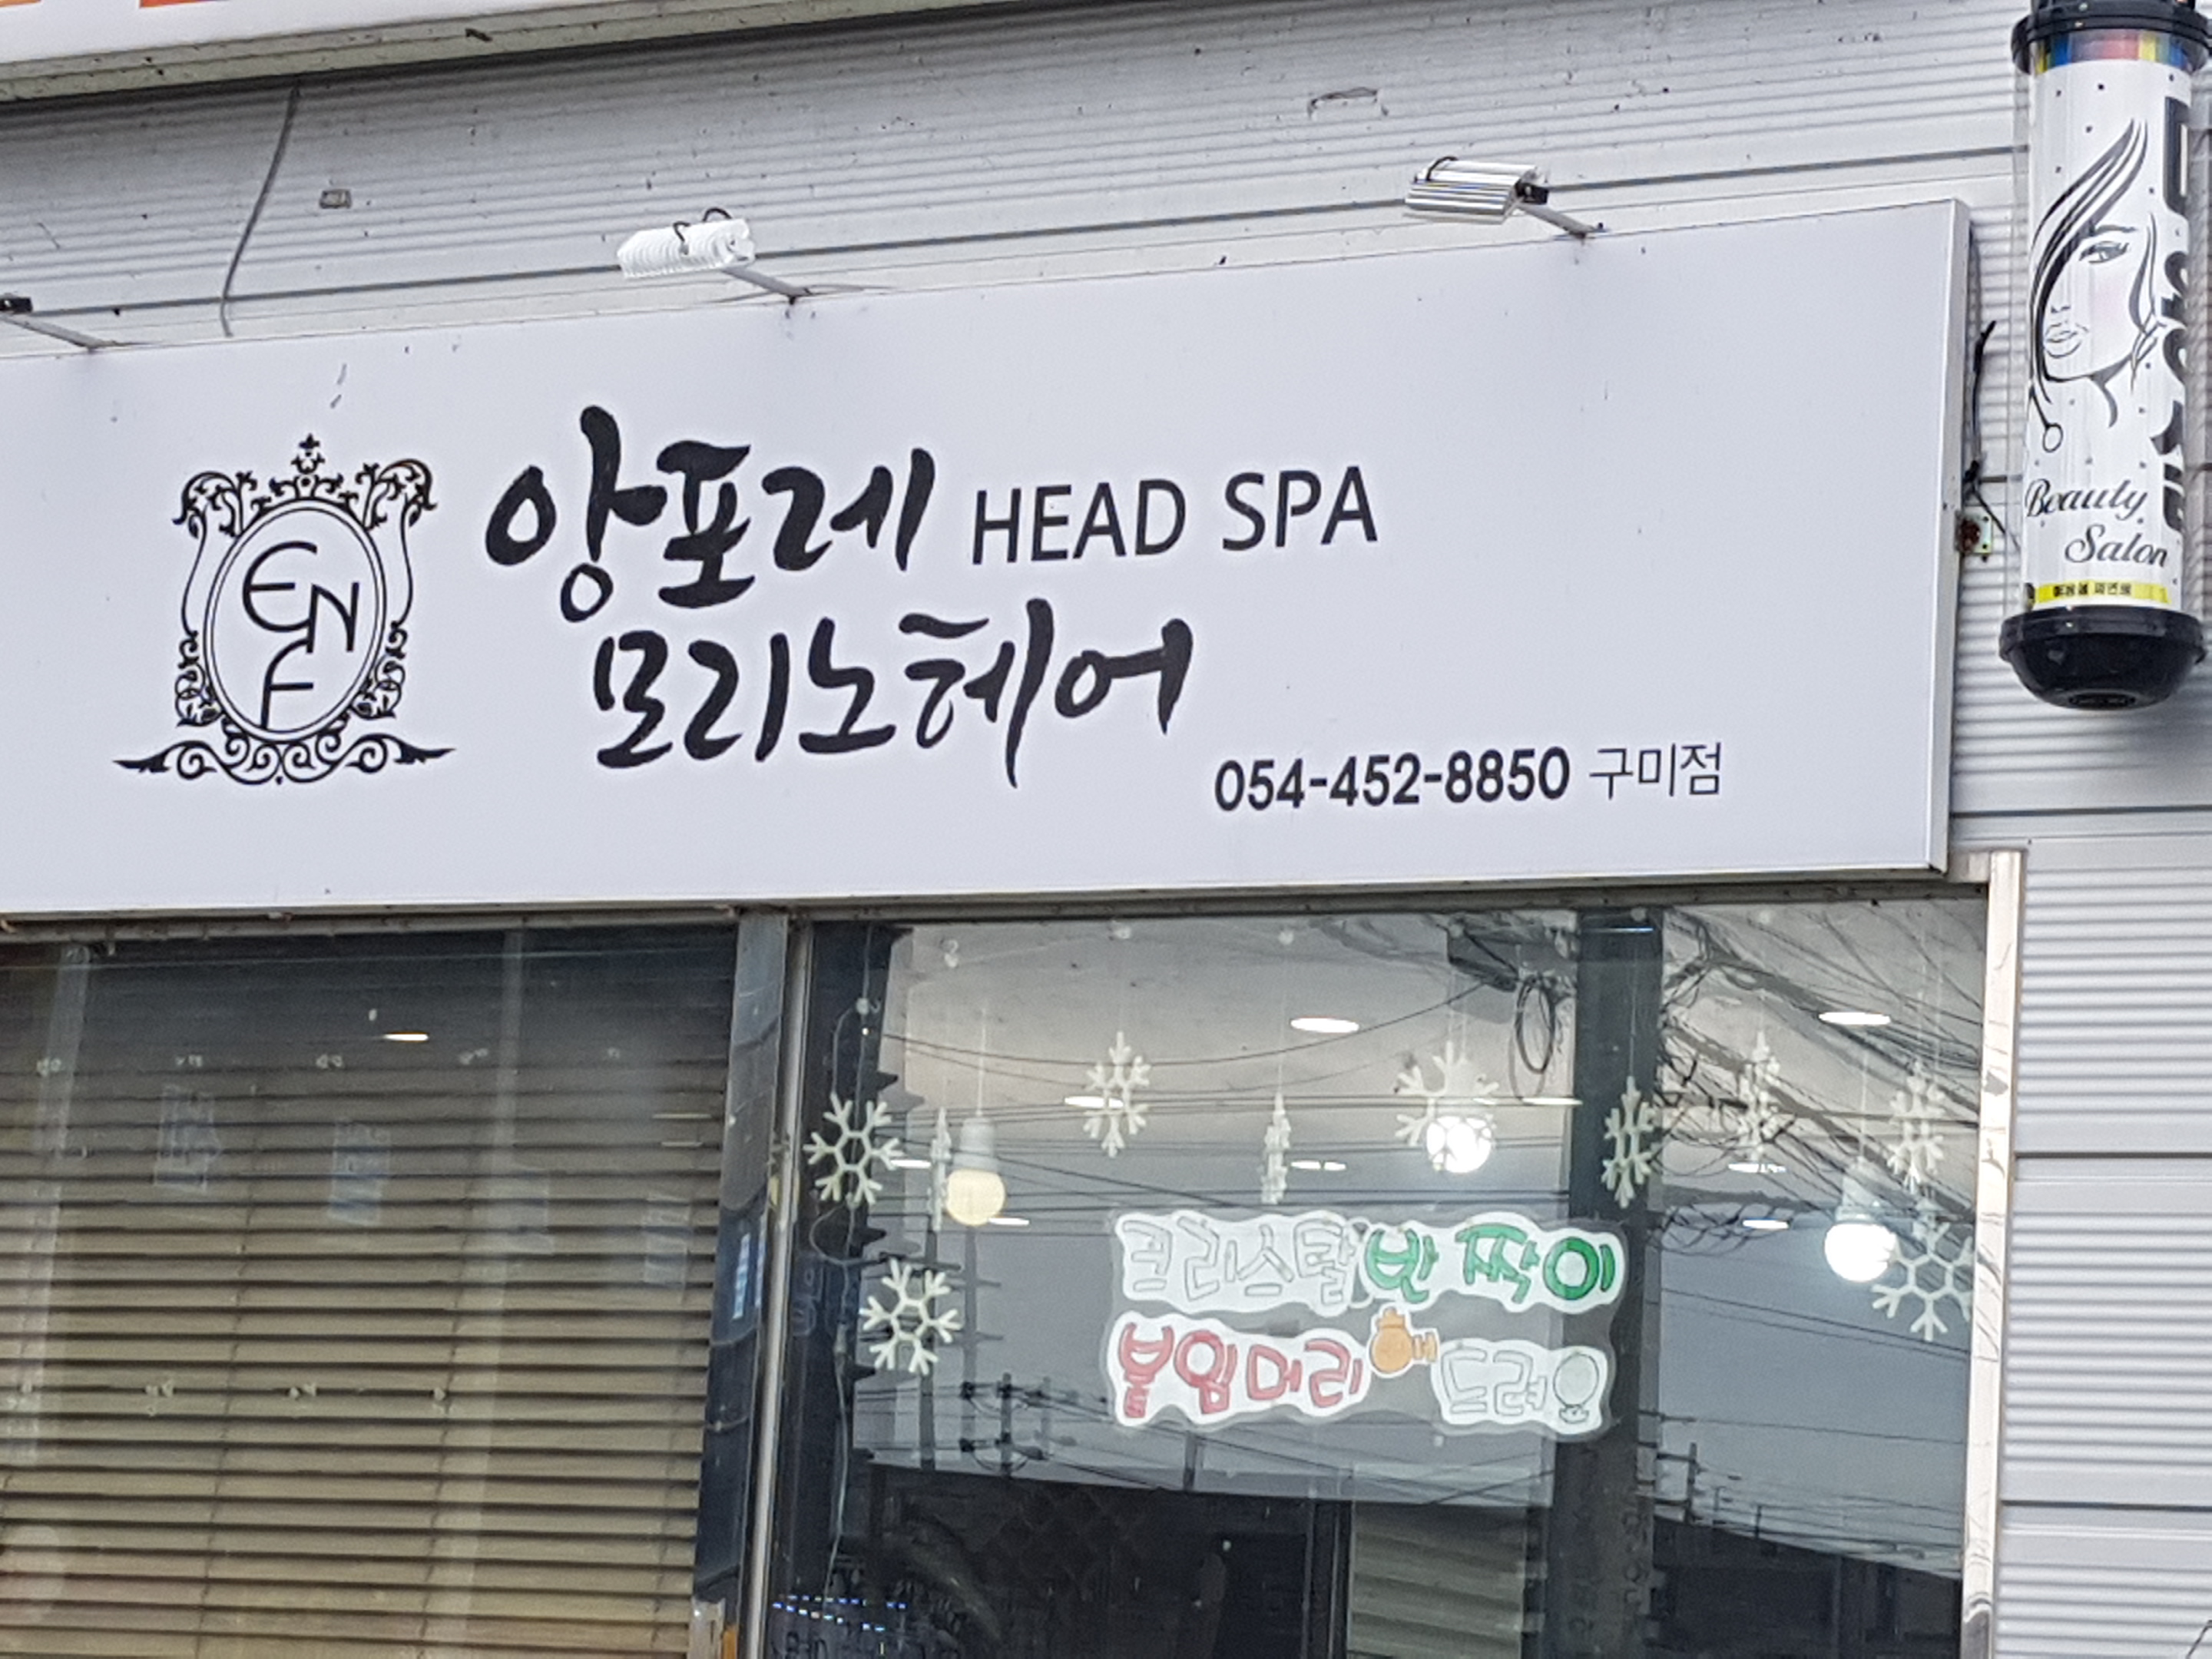 ENF
앙포레 HEAD SPA
모리노헤어
054-452-8850 구미점
Beauty
Salon
크리스탈 반짝이
붙임머리 해드려요